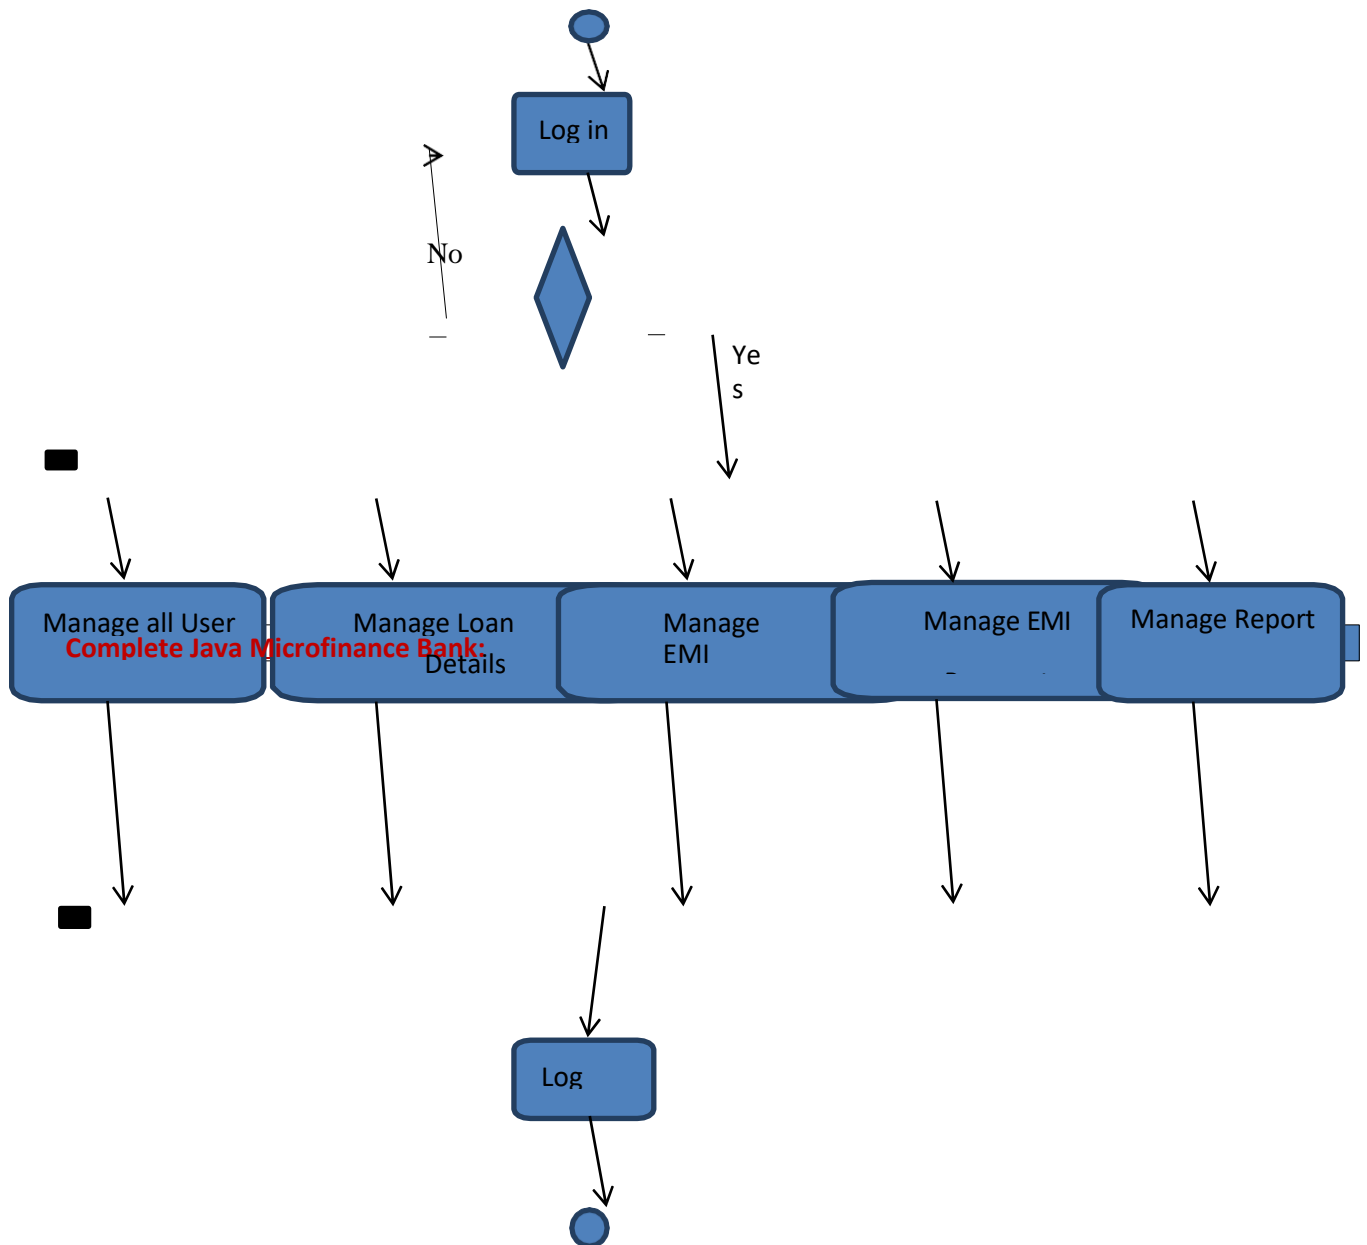 Log in
No
Ye
s
Manage all User
Manage Loan
Details
Manage
EMI
Manage EMI
Manage Report
Complete Java Microfinance Bank:
Log